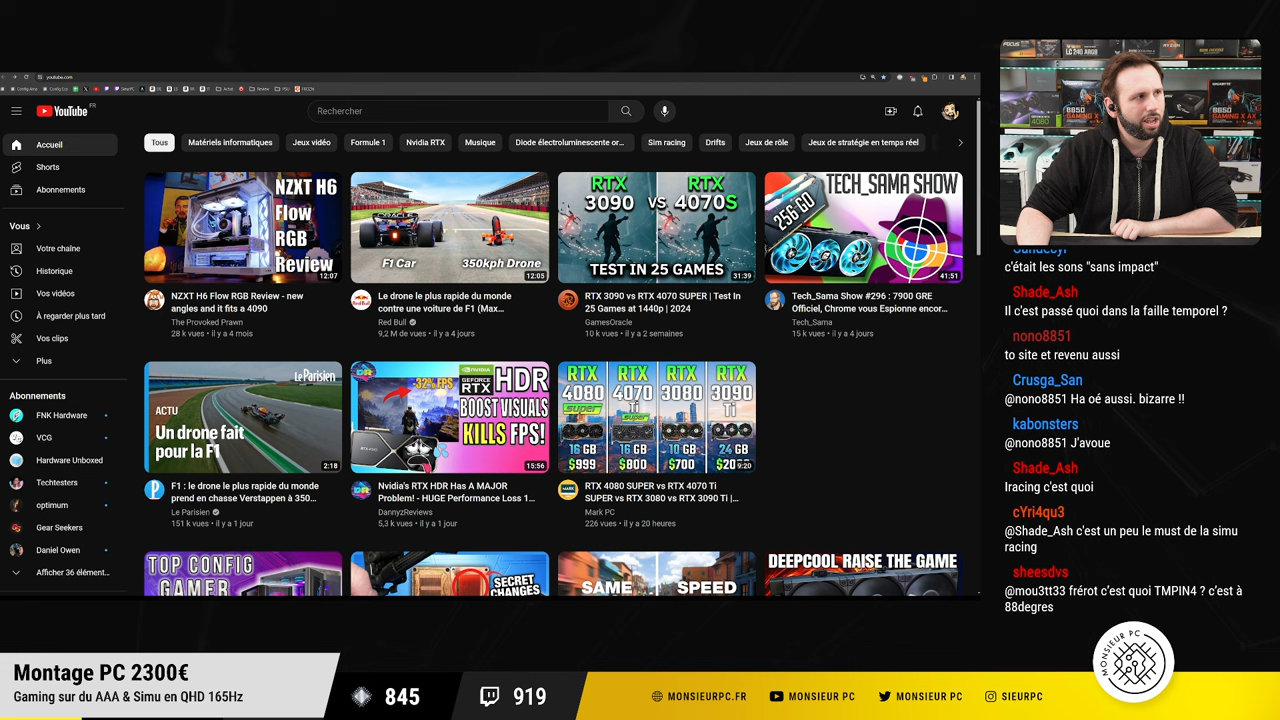 youtube.com
YouTube FR
Rechercher
Accueil
Shorts
Abonnements
Vous
Votre chaîne
Historique
Vos vidéos
À regarder plus tard
Vos clips
Plus
Abonnements
FNK Hardware
VCG
Hardware Unboxed
Techtesters
optimum
Gear Seekers
Daniel Owen
Afficher 36 élément...
Tous
Matériels informatiques
Jeux vidéo
Formule 1
Nvidia RTX
Musique
Diode électroluminescente or...
Sim racing
Drifts
Jeux de rôle
Jeux de stratégie en temps réel
NZXT H6
Flow
RGB
Review
12:07
NZXT H6 Flow RGB Review - new
angles and it fits a 4090
The Provoked Prawn
28 k vues • il y a 4 mois
F1 Car
350kph Drone
12:05
Le drone le plus rapide du monde
contre une voiture de F1 (Max...
Red Bull
9,2 M de vues • il y a 4 jours
RTX
3090
VS
RTX
4070S
TEST IN 25 GAMES
31:39
RTX 3090 vs RTX 4070 SUPER | Test In
25 Games at 1440p | 2024
GamesOracle
10 k vues • il y a 2 semaines
TECH_SAMA SHOW
256 GO
41:51
Tech_Sama Show #296 : 7900 GRE
Officiel, Chrome vous Espionne encor...
Tech_Sama
15 k vues • il y a 4 jours
Le Parisien
ACTU
Un drone fait
pour la F1
2:18
F1 : le drone le plus rapide du monde
prend en chasse Verstappen à 350...
Le Parisien
151 k vues • il y a 1 jour
DR
-32% FPS
NVIDIA
GEFORCE
RTX
HDR
BOOST VISUALS
KILLS FPS!
15:56
Nvidia's RTX HDR Has A MAJOR
Problem! - HUGE Performance Loss 1...
DannyzReviews
5,3 k vues • il y a 1 jour
RTX
4080
super
16 GB
$999
RTX
4070
Ti
super
16 GB
$800
RTX
3080
10 GB
$700
RTX
3090
Ti
24 GB
9:20
RTX 4080 SUPER vs RTX 4070 Ti
SUPER vs RTX 3080 vs RTX 3090 Ti |...
Mark PC
226 vues • il y a 20 heures
TOP CONFIG
GAMER
SECRET
CHANGES
SAME
SPEED
DEEPCOOL RAISE THE GAME
c'était les sons "sans impact"
Shade_Ash
Il c'est passé quoi dans la faille temporel ?
nono8851
to site et revenu aussi
Crusga_San
@nono8851 Ha oé aussi. bizarre !!
kabonsters
@nono8851 J'avoue
Shade_Ash
Iracing c'est quoi
cYri4qu3
@Shade_Ash c'est un peu le must de la simu
racing
sheesdvs
@mou3tt33 frérot c'est quoi TMPIN4 ? c'est à
88degres
Montage PC 2300€
Gaming sur du AAA & Simu en QHD 165Hz
845
919
MONSIEURPC.FR
MONSIEUR PC
MONSIEUR PC
SIEURPC
MONSIEUR PC